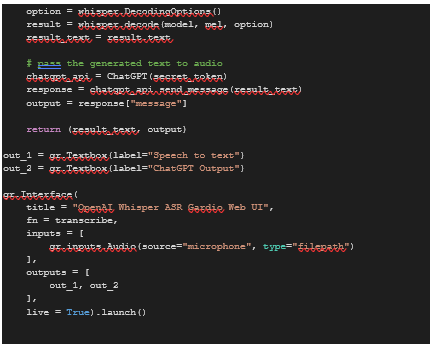 option = whisper.DecodingOptions()
result = whisper.decode(model, mel, option)
result_text = result.text
# pass the generated text to audio
chatgpt_api = ChatGPT(secret_token)
response = chatgpt_api.send_message(result_text)
output = response["message"]
return (result_text, output)
out_1 = gr.Textbox(label="Speech to text")
out_2 = gr.Textbox(label="ChatGPT Output")
gr.Interface(
title = "OpenAI Whisper ASR Gardio Web UI",
fn = transcribe,
inputs = [
gr.inputs.Audio(source="microphone", type="filepath")
],
outputs = [
out_1, out_2
],
live = True).launch()